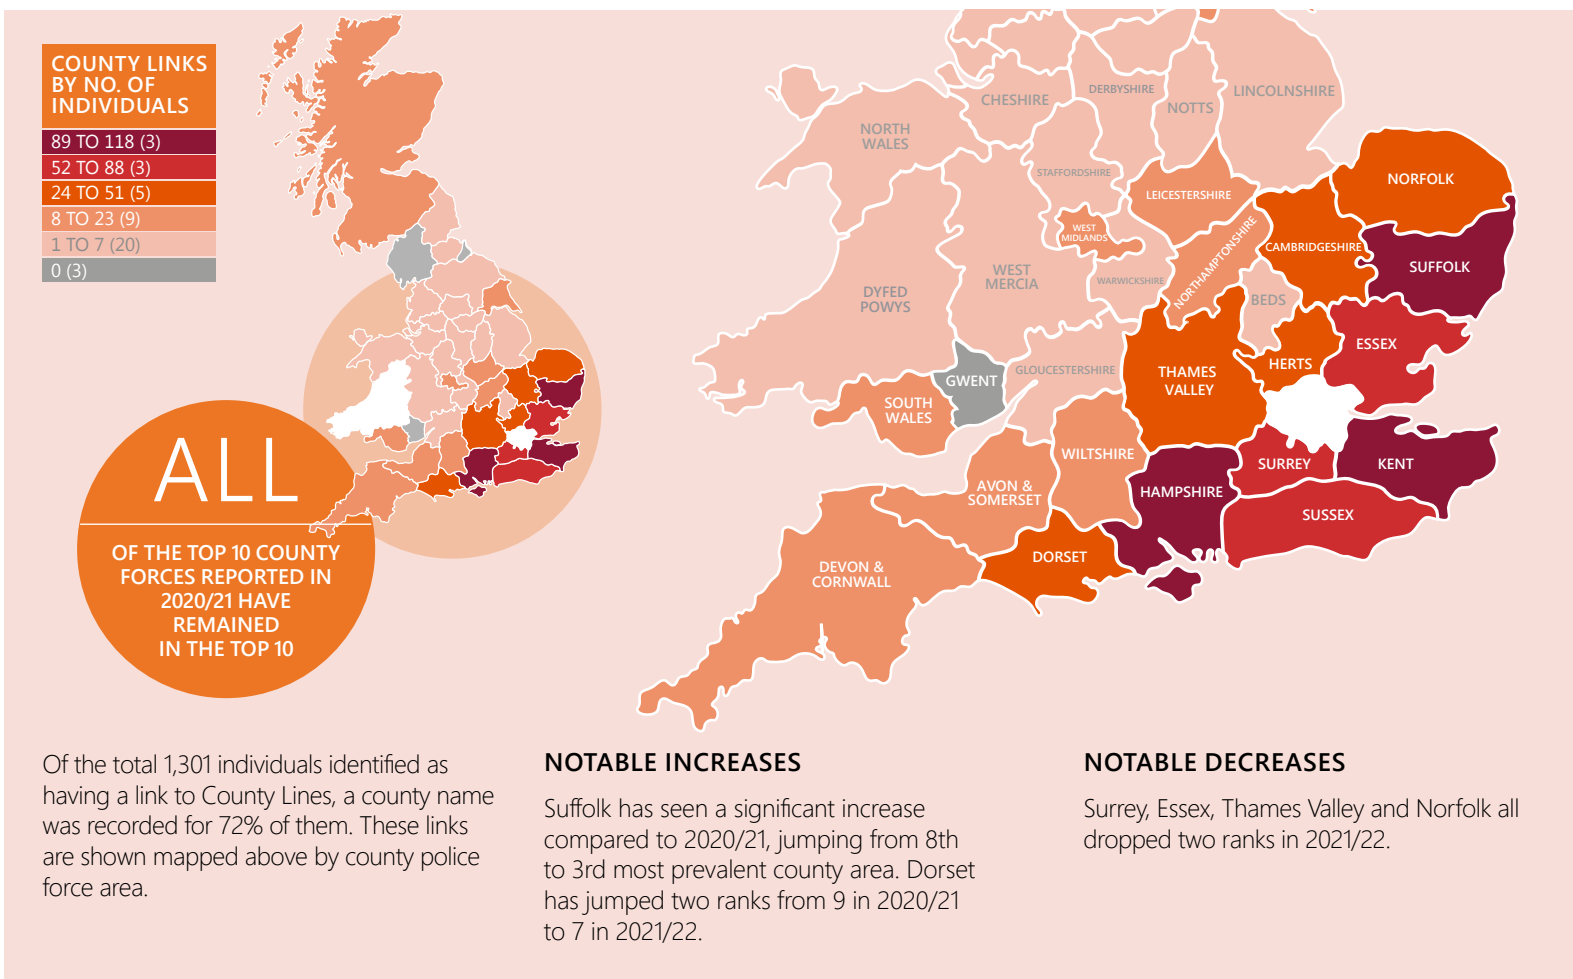 COUNTY LINKS
BY NO. OF
INDIVIDUALS
89 TO 118 (3)
52 TO 88 (3)
24 TO 51 (5)
8 TO 23 (9)
1 TO 7 (20)
0 (3)
ALL
OF THE TOP 10 COUNTY
FORCES REPORTED IN
2020/21 HAVE
REMAINED
IN THE TOP 10
CHESHIRE
DERBYSHIRE
NOTTS
LINCOLNSHIRE
NORTH
WALES
STAFFORDSHIRE
LEICESTERSHIRE
NORFOLK
WEST
MIDLANDS
NORTHAMPTONSHIRE
CAMBRIDGESHIRE
SUFFOLK
WEST
MERCIA
WARWICKSHIRE
DYFED
POWYS
BEDS
ESSEX
HERTS
GWENT
GLOUCESTERSHIRE
THAMES
VALLEY
SOUTH
WALES
WILTSHIRE
SURREY
KENT
AVON &
SOMERSET
HAMPSHIRE
SUSSEX
DORSET
DEVON &
CORNWALL
Of the total 1,301 individuals identified as
having a link to County Lines, a county name
was recorded for 72% of them. These links
are shown mapped above by county police
force area.
NOTABLE INCREASES
Suffolk has seen a significant increase
compared to 2020/21, jumping from 8th
to 3rd most prevalent county area. Dorset
has jumped two ranks from 9 in 2020/21
to 7 in 2021/22.
NOTABLE DECREASES
Surrey, Essex, Thames Valley and Norfolk all
dropped two ranks in 2021/22.